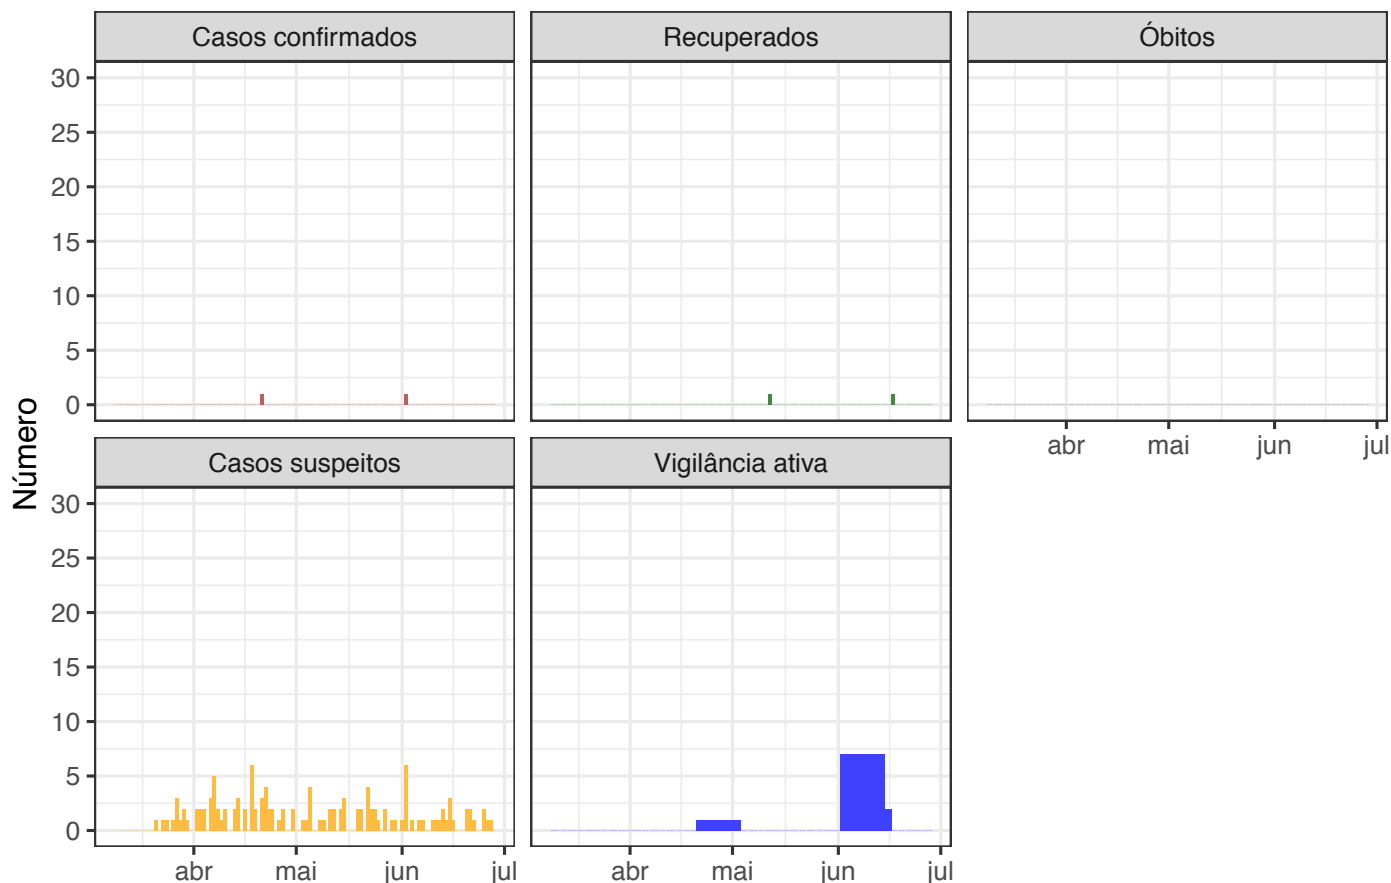 Casos confirmados
Recuperados
Óbitos
30
25
20
15
10
5
0
abr mai jun jul
Número
Casos suspeitos
Vigilância ativa
30
25
20
15
10
5
0
abr mai jun jul
abr mai jun jul